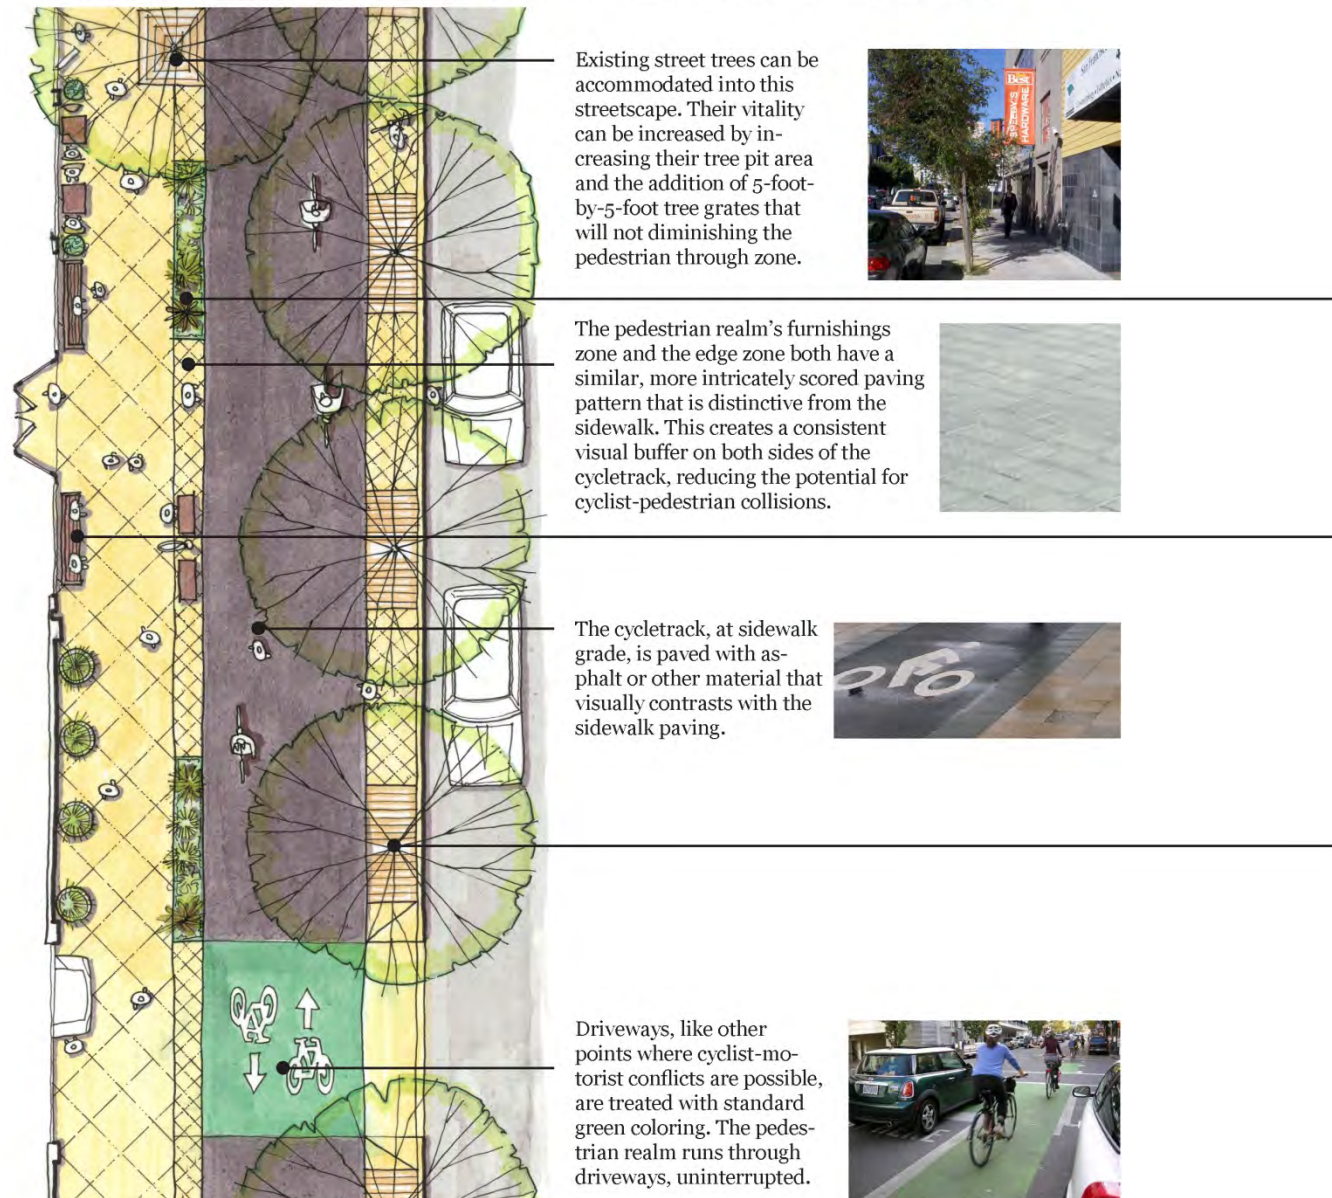 Existing street trees can be
accommodated into this
streetscape. Their vitality
can be increased by in-
creasing their tree pit area
and the addition of 5-foot-
by-5-foot tree grates that
will not diminishing the
pedestrian through zone.
Best
SPEEDY'S
HARDWARE
The pedestrian realm's furnishings
zone and the edge zone both have a
similar, more intricately scored paving
pattern that is distinctive from the
sidewalk. This creates a consistent
visual buffer on both sides of the
cycletrack, reducing the potential for
cyclist-pedestrian collisions.
The cycletrack, at sidewalk
grade, is paved with as-
phalt or other material that
visually contrasts with the
sidewalk paving.
Driveways, like other
points where cyclist-mo-
torist conflicts are possible,
are treated with standard
green coloring. The pedes-
trian realm runs through
driveways, uninterrupted.